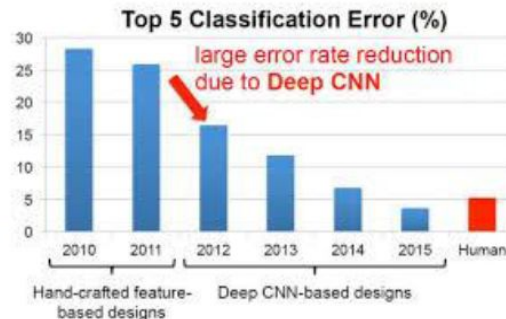 Top 5 Classification Error (%)
large error rate reduction
due to Deep CNN
30
25
20
15
10
5
0
2010 2011 2012 2013 2014 2015 Human
Hand-crafted feature-
based designs
Deep CNN-based designs